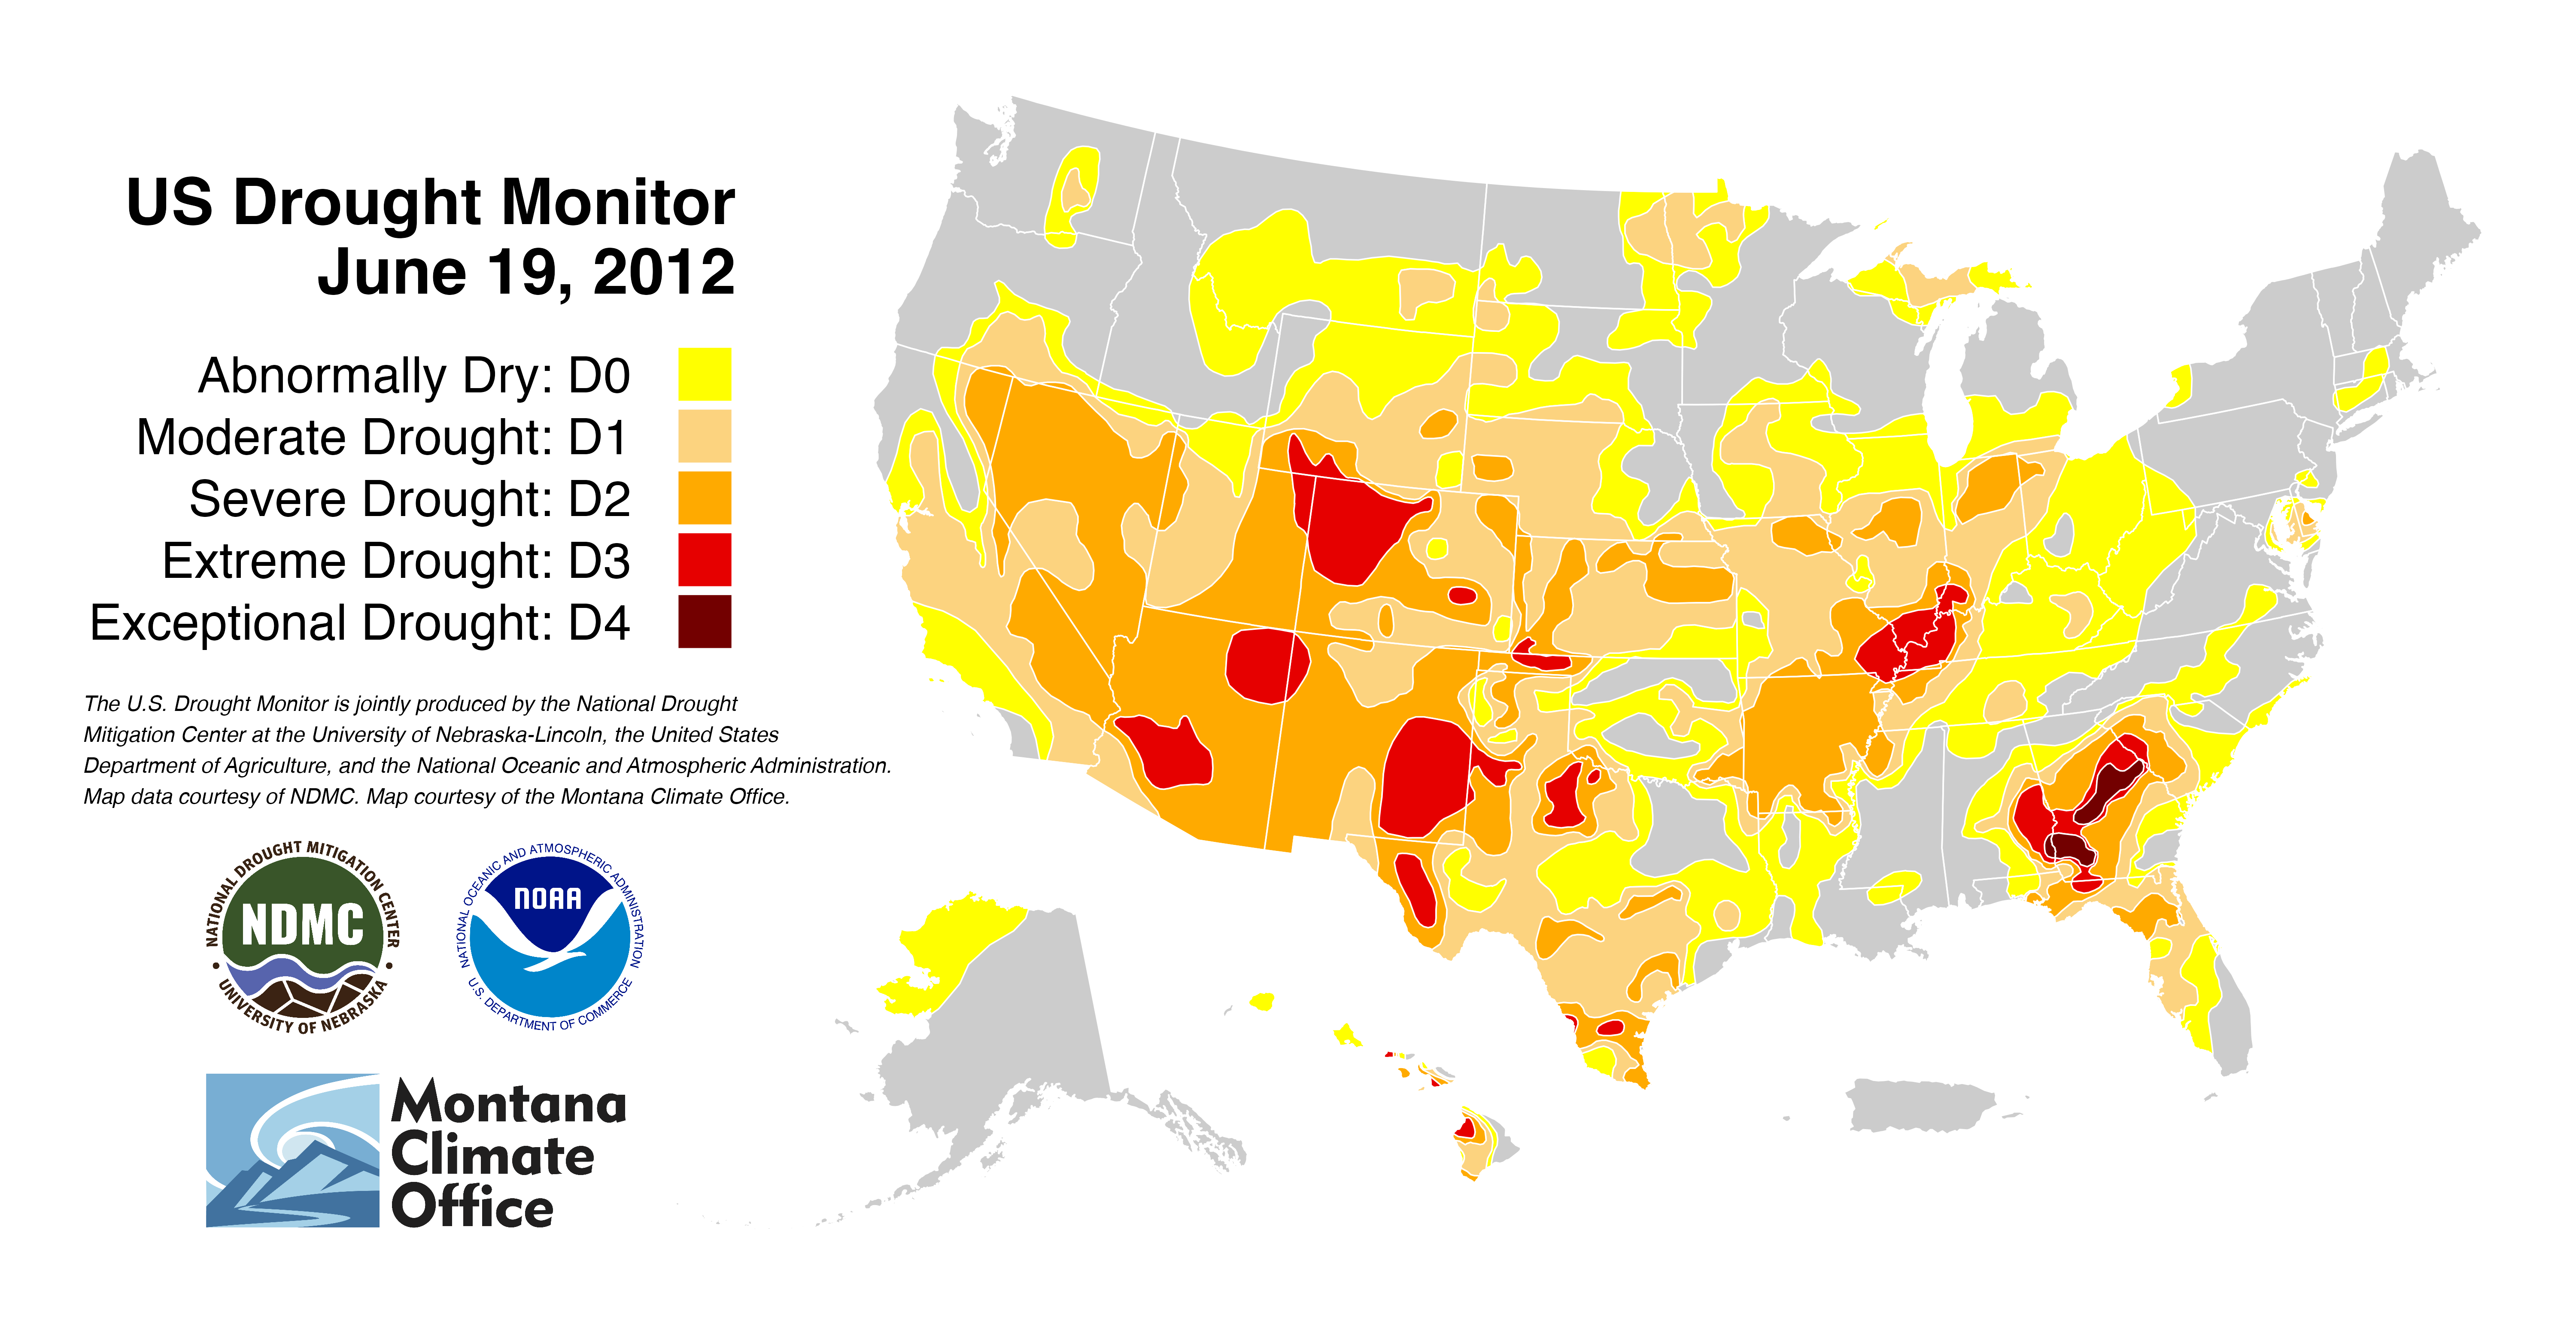 US Drought Monitor
June 19, 2012
Abnormally Dry: D0
Moderate Drought: D1
Severe Drought: D2
Extreme Drought: D3
Exceptional Drought: D4
The U.S. Drought Monitor is jointly produced by the National Drought
Mitigation Center at the University of Nebraska-Lincoln, the United States
Department of Agriculture, and the National Oceanic and Atmospheric Administration.
Map data courtesy of NDMC. Map courtesy of the Montana Climate Office.
NATIONAL DROUGHT MITIGATION CENTER
NDMC
• UNIVERSITY OF NEBRASKA •
NATIONAL OCEANIC AND ATMOSPHERIC ADMINISTRATION
NOAA
U.S. DEPARTMENT OF COMMERCE
Montana
Climate
Office